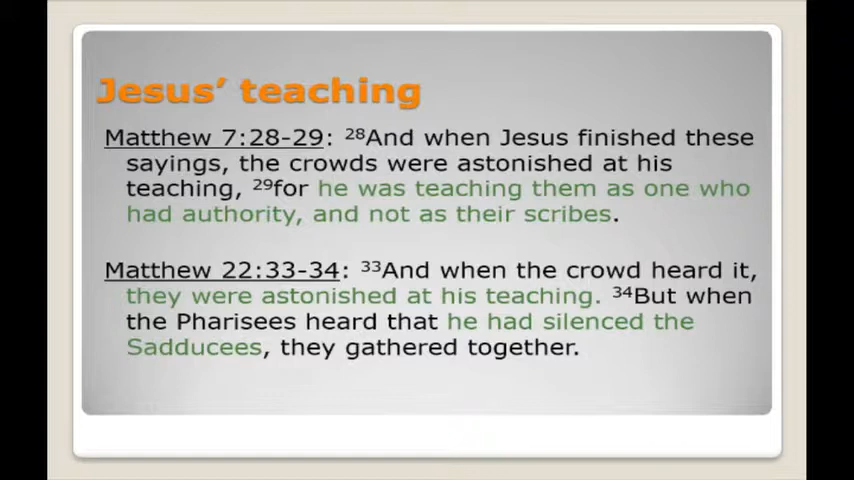 Jesus’ teaching
Matthew 7:28-29: 28And when Jesus finished these
sayings, the crowds were astonished at his
teaching, 29for he was teaching them as one who
had authority, and not as their scribes.
Matthew 22:33-34: 33And when the crowd heard it,
they were astonished at his teaching. 34But when
the Pharisees heard that he had silenced the
Sadducees, they gathered together.